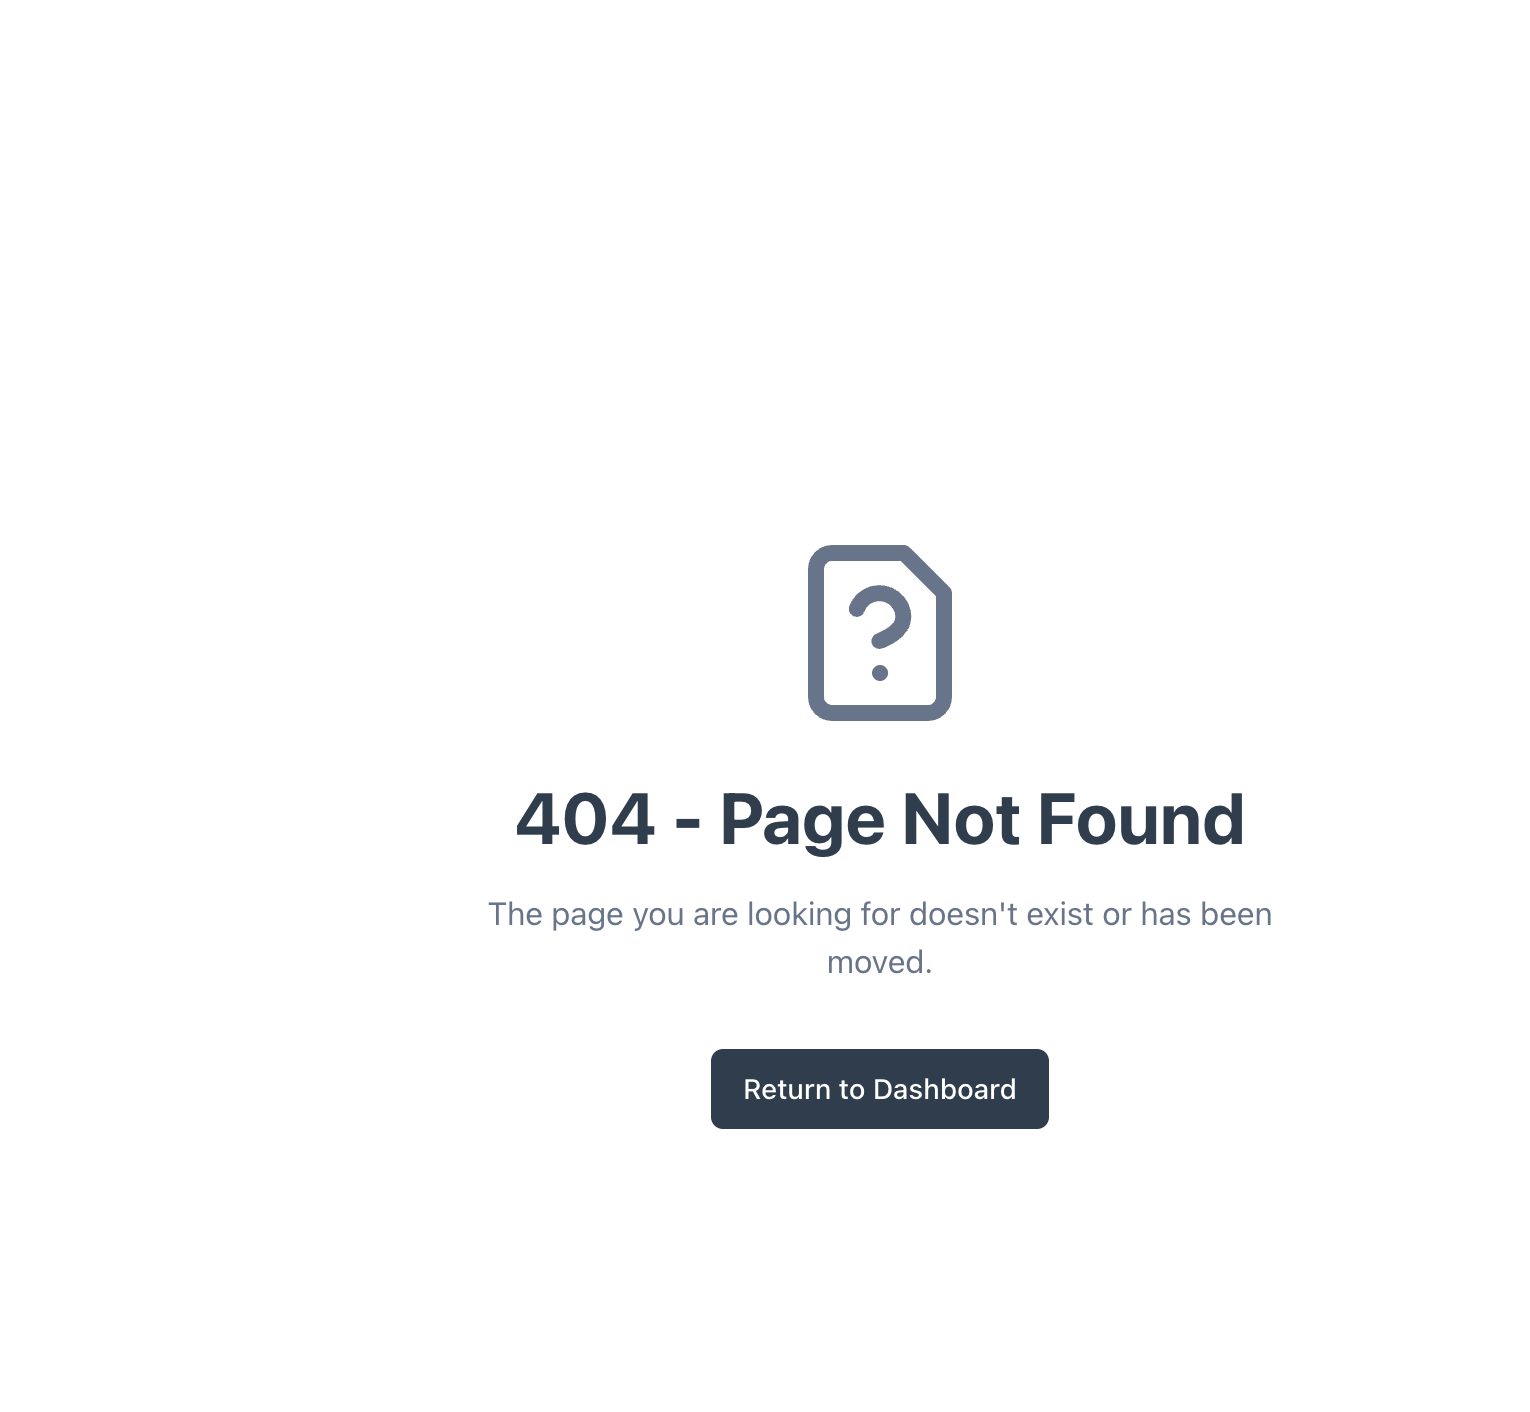 404 - Page Not Found
The page you are looking for doesn't exist or has been
moved.
Return to Dashboard